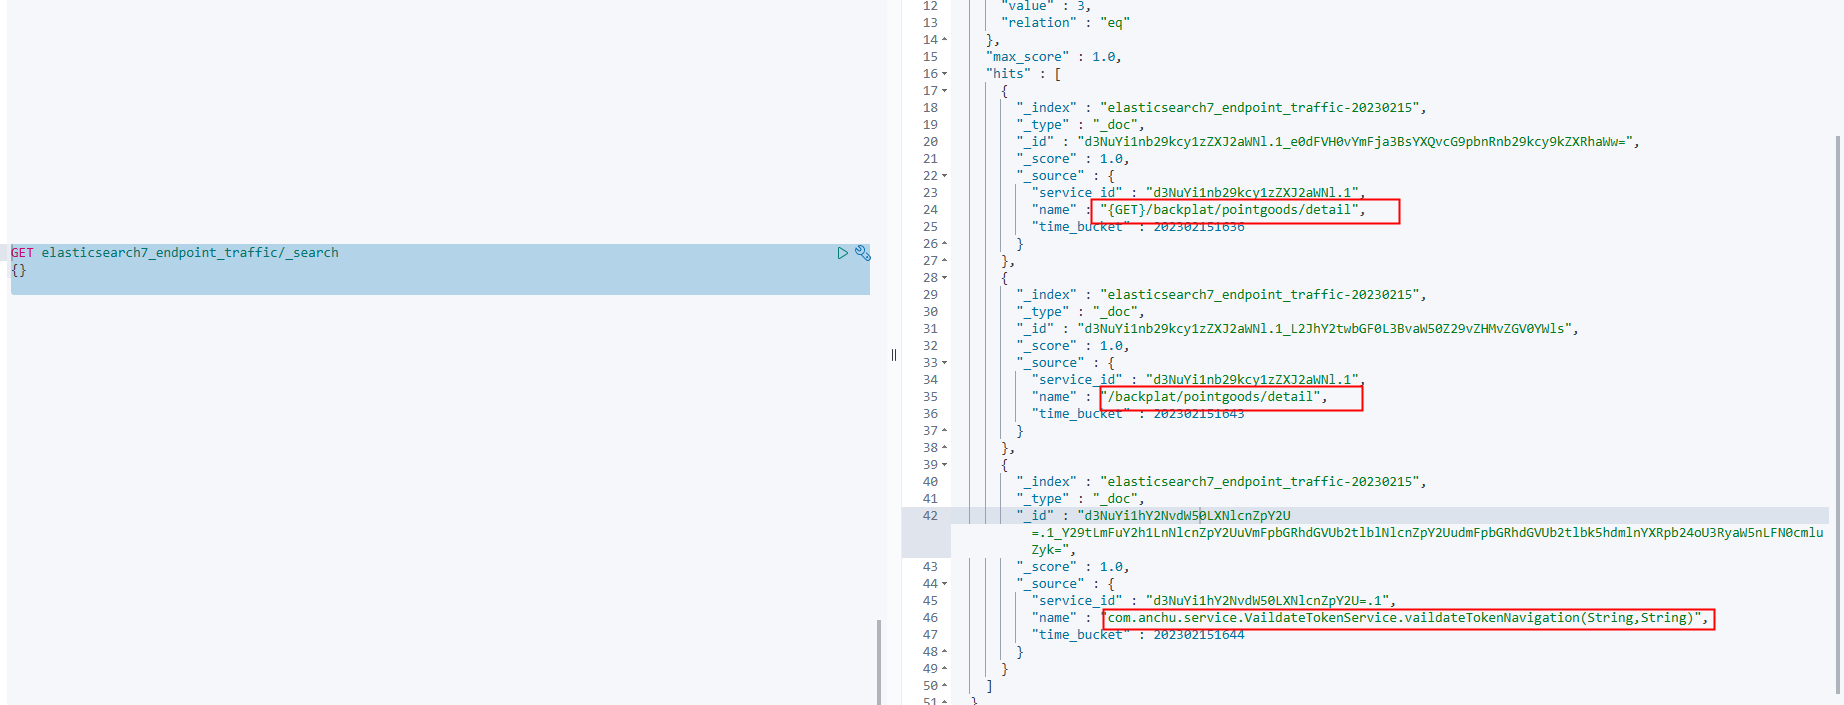 GET elasticsearch7_endpoint_traffic/_search
{}
12 "value" : 3,
13 "relation" : "eq"
14 },
15 "max_score" : 1.0,
16 "hits" : [
17 {
18 "_index" : "elasticsearch7_endpoint_traffic-20230215",
19 "_type" : "_doc",
20 "_id" : "d3NuYi1nb29kcy1zZXJ2aWNl.1_e0dFVH0vYmFja3BsYXQvcG9pbnRnb29kcy9kZXRhaWw=",
21 "_score" : 1.0,
22 "_source" : {
23 "service_id" : "d3NuYi1nb29kcy1zZXJ2aWNl.1",
24 "name" : "{GET}/backplat/pointgoods/detail",
25 "time_bucket" : 202302151636
26 }
27 },
28 {
29 "_index" : "elasticsearch7_endpoint_traffic-20230215",
30 "_type" : "_doc",
31 "_id" : "d3NuYi1nb29kcy1zZXJ2aWNl.1_L2JhY2twbGF0L3BvaW50Z29vZHMvZGV0YWls",
32 "_score" : 1.0,
33 "_source" : {
34 "service_id" : "d3NuYi1nb29kcy1zZXJ2aWNl.1",
35 "name" : "/backplat/pointgoods/detail",
36 "time_bucket" : 202302151643
37 }
38 },
39 {
40 "_index" : "elasticsearch7_endpoint_traffic-20230215",
41 "_type" : "_doc",
42 "_id" : "d3NuYi1hY2NvdW50LXNlcnZpY2U
=.1_Y29tLmFuY2h1LnNlcnZpY2UuVmFpbGRhdGVUb2tlblNlcnZpY2UudmFpbGRhdGVUb2tlbk5hdmlnYXRpb24oU3RyaW5nLFN0cmlu
Zyk=",
43 "_score" : 1.0,
44 "_source" : {
45 "service_id" : "d3NuYi1hY2NvdW50LXNlcnZpY2U=.1",
46 "name" : "com.anchu.service.VaildateTokenService.vaildateTokenNavigation(String,String)",
47 "time_bucket" : 202302151644
48 }
49 }
50 ]
51 }